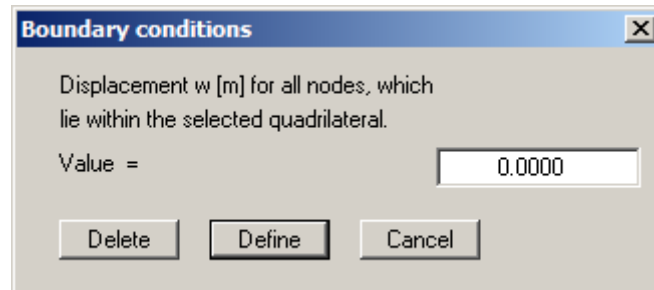 Boundary conditions
Displacement w [m] for all nodes, which
lie within the selected quadrilateral.
Value = 0.0000
Delete Define Cancel